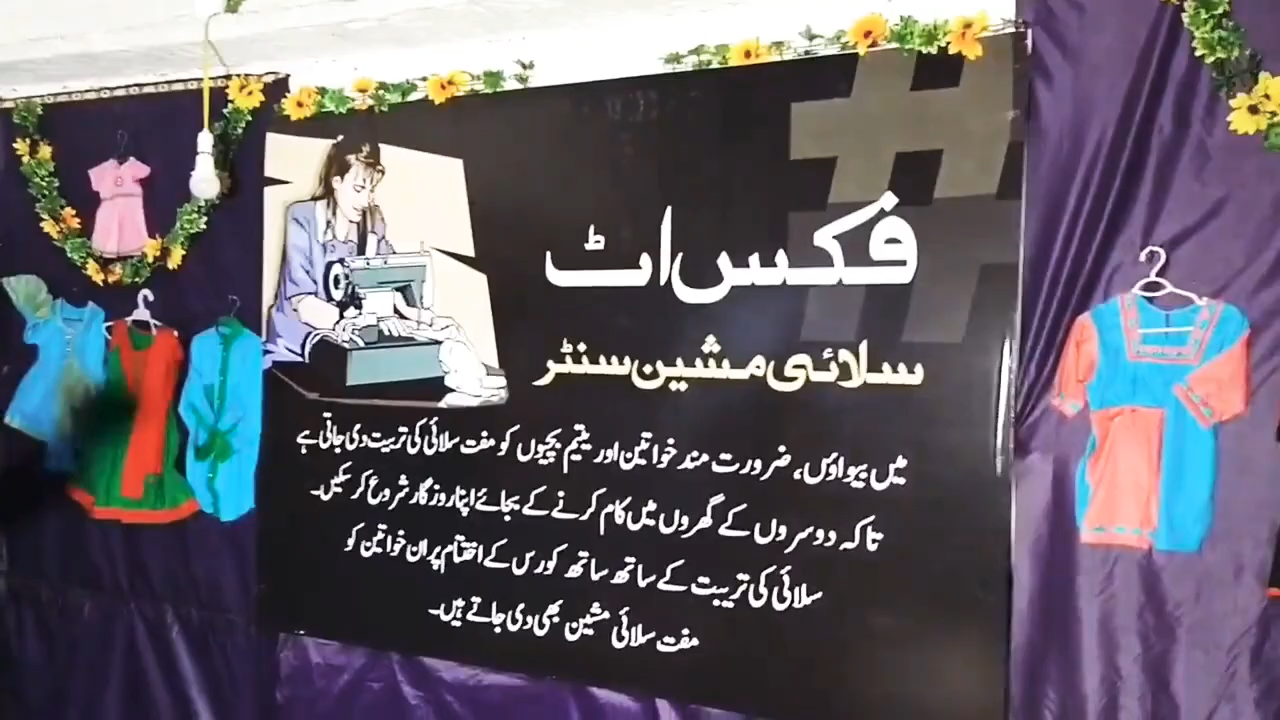 #
فکس اٹ
سلائی مشین سنٹر
میں بیواؤں، ضرورت مند خواتین اور یتیم بچیوں کو مفت سلائی کی تربیت دی جاتی ہے
تاکہ دوسروں کے گھروں میں کام کرنے کے بجائے اپنا روزگار شروع کر سکیں۔
سلائی کی تربیت کے ساتھ ساتھ کورس کے اختتام پر ان خواتین کو
مفت سلائی مشین بھی دی جاتے ہیں۔